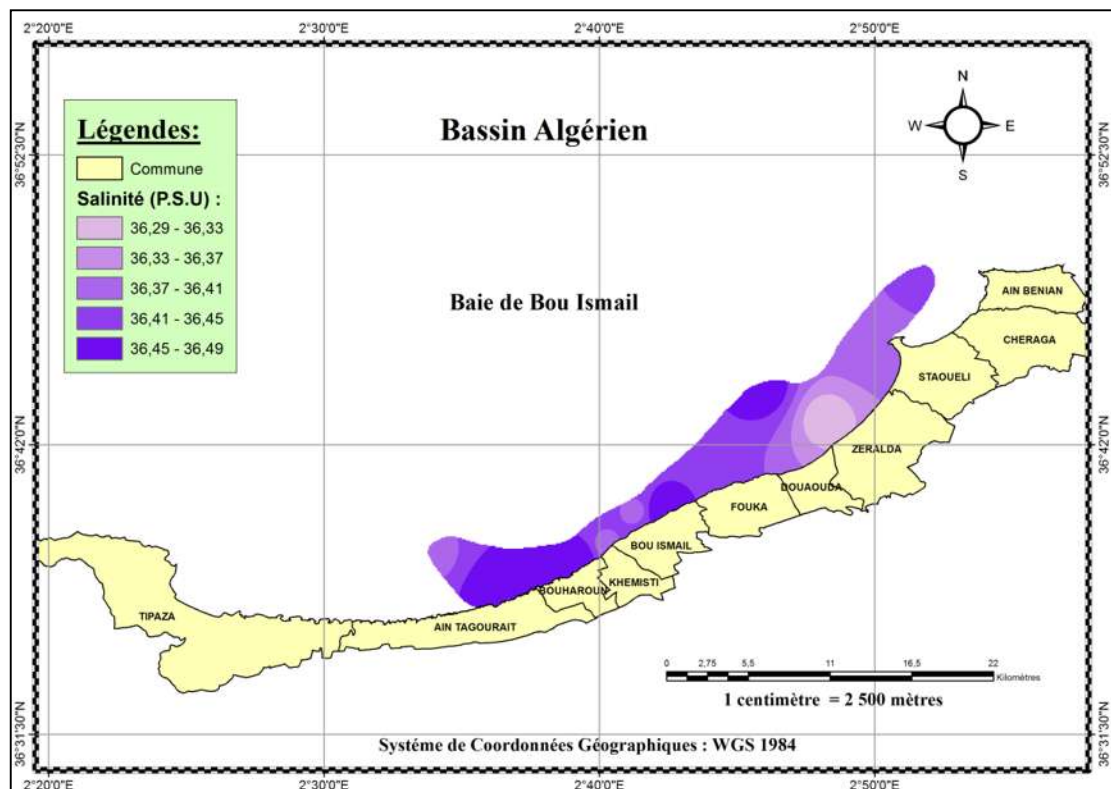 2°20'0"E
2°30'0"E
2°40'0"E
2°50'0"E
36°52'30"N
36°52'30"N
36°42'0"N
36°42'0"N
36°31'30"N
36°31'30"N
Légendes:
Commune
Salinité (P.S.U) :
36,29 - 36,33
36,33 - 36,37
36,37 - 36,41
36,41 - 36,45
36,45 - 36,49
Bassin Algérien
N
W E
S
Baie de Bou Ismail
AIN BENIAN
CHERAGA
STAOUELI
ZERALDA
DOUAOUDA
FOUKA
BOU ISMAIL
KHEMISTI
BOUHAROUN
AIN TAGOURAIT
TIPAZA
0 2,75 5,5 11 16,5 22
Kilomètres
1 centimètre = 2 500 mètres
Systéme de Coordonnées Géographiques : WGS 1984
2°20'0"E
2°30'0"E
2°40'0"E
2°50'0"E